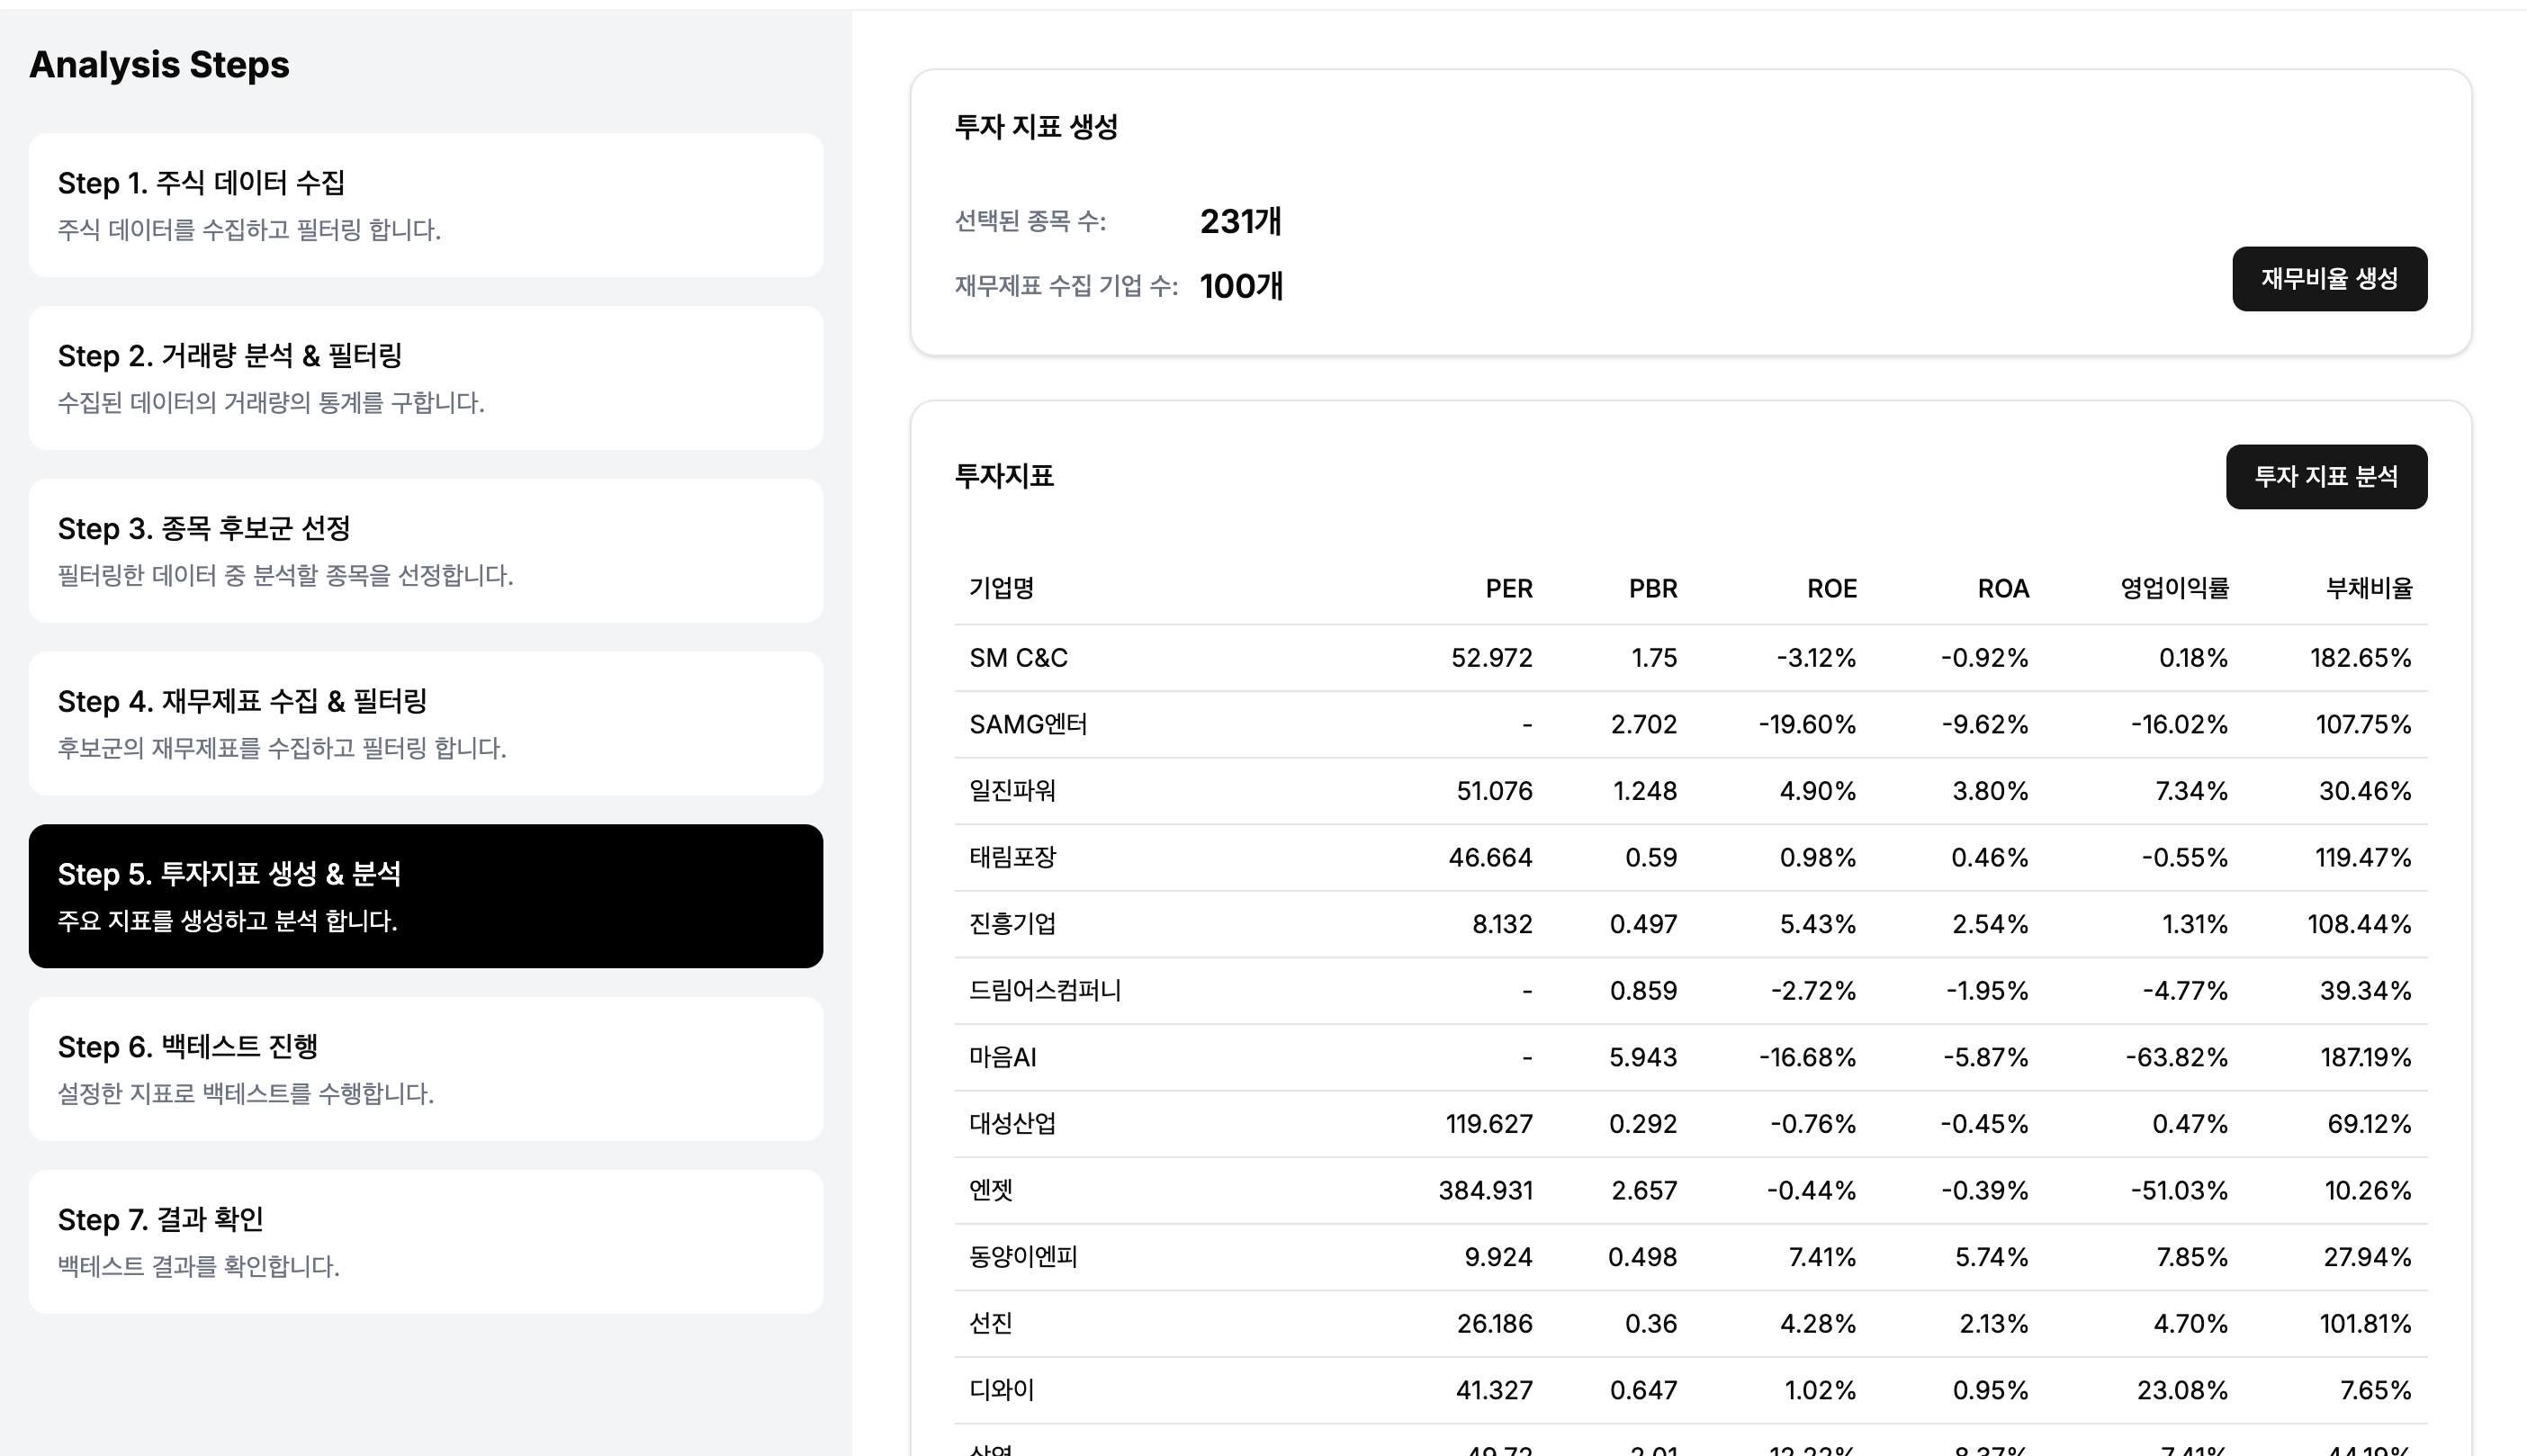 Analysis Steps
Step 1. 주식 데이터 수집
주식 데이터를 수집하고 필터링 합니다.
Step 2. 거래량 분석 & 필터링
수집된 데이터의 거래량의 통계를 구합니다.
Step 3. 종목 후보군 선정
필터링한 데이터 중 분석할 종목을 선정합니다.
Step 4. 재무제표 수집 & 필터링
후보군의 재무제표를 수집하고 필터링 합니다.
Step 5. 투자지표 생성 & 분석
주요 지표를 생성하고 분석 합니다.
Step 6. 백테스트 진행
설정한 지표로 백테스트를 수행합니다.
Step 7. 결과 확인
백테스트 결과를 확인합니다.
투자 지표 생성
선택된 종목 수: 231개
재무제표 수집 기업 수: 100개
재무비율 생성
투자지표
투자 지표 분석
기업명 PER PBR ROE ROA 영업이익률 부채비율
SM C&C 52.972 1.75 -3.12% -0.92% 0.18% 182.65%
SAMG엔터 - 2.702 -19.60% -9.62% -16.02% 107.75%
일진파워 51.076 1.248 4.90% 3.80% 7.34% 30.46%
태림포장 46.664 0.59 0.98% 0.46% -0.55% 119.47%
진흥기업 8.132 0.497 5.43% 2.54% 1.31% 108.44%
드림어스컴퍼니 - 0.859 -2.72% -1.95% -4.77% 39.34%
마음AI - 5.943 -16.68% -5.87% -63.82% 187.19%
대성산업 119.627 0.292 -0.76% -0.45% 0.47% 69.12%
엔젯 384.931 2.657 -0.44% -0.39% -51.03% 10.26%
동양이엔피 9.924 0.498 7.41% 5.74% 7.85% 27.94%
선진 26.186 0.36 4.28% 2.13% 4.70% 101.81%
디와이 41.327 0.647 1.02% 0.95% 23.08% 7.65%